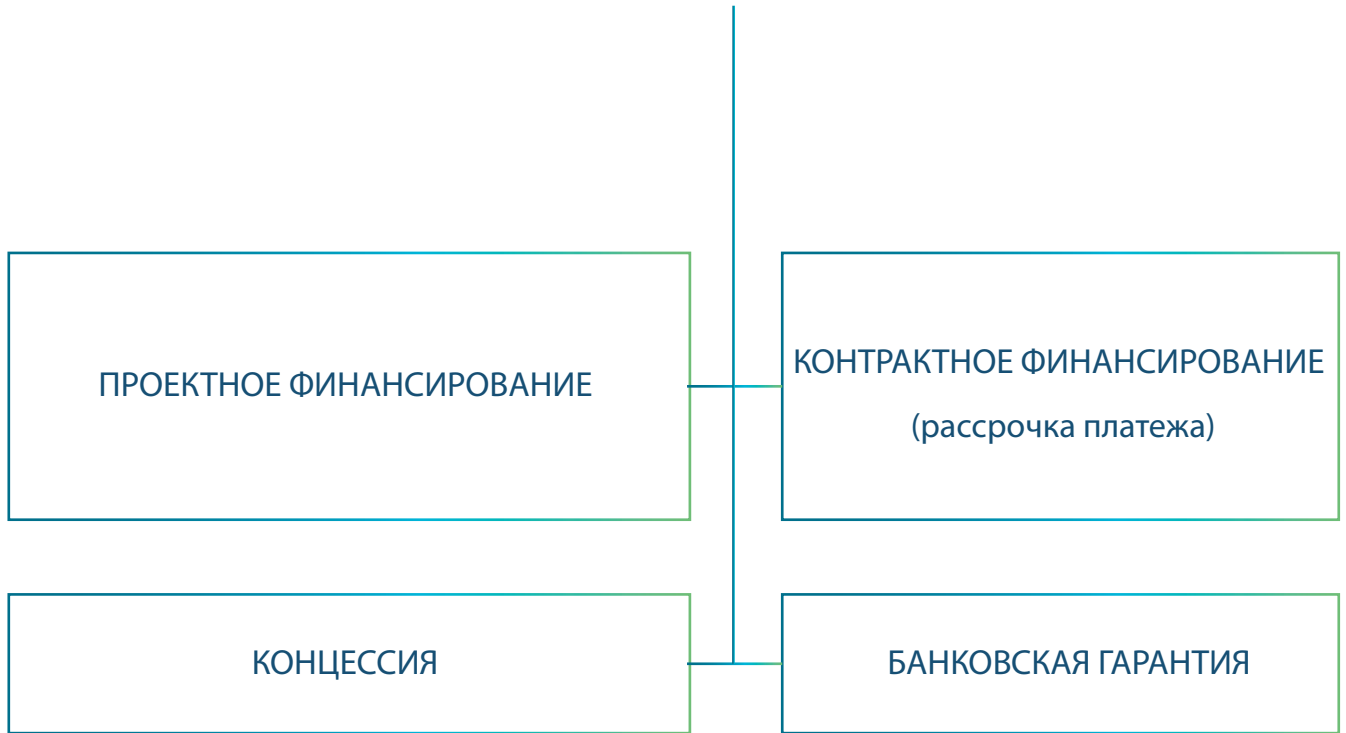 ПРОЕКТНОЕ ФИНАНСИРОВАНИЕ
КОНТРАКТНОЕ ФИНАНСИРОВАНИЕ
(рассрочка платежа)
КОНЦЕССИЯ
БАНКОВСКАЯ ГАРАНТИЯ